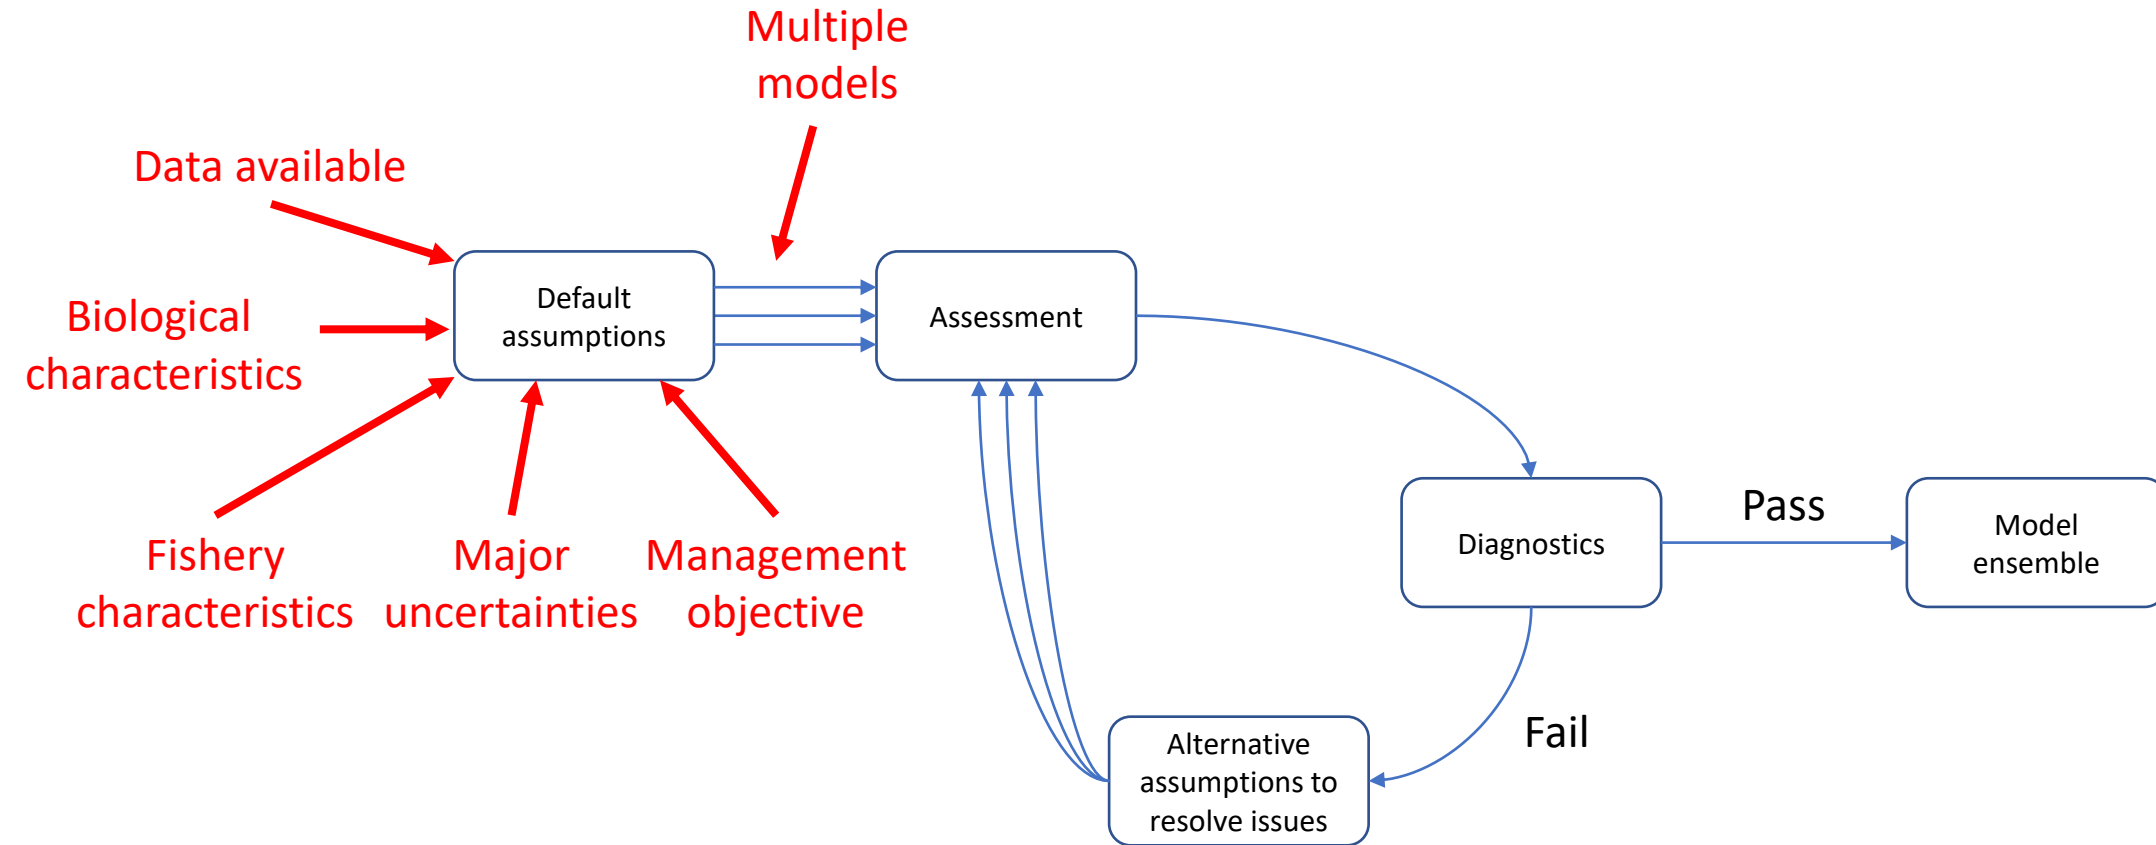 Multiple
models
Data available
Biological
characteristics
Default
assumptions
Assessment
Fishery
characteristics
Major
uncertainties
Management
objective
Diagnostics
Pass
Model
ensemble
Fail
Alternative
assumptions to
resolve issues